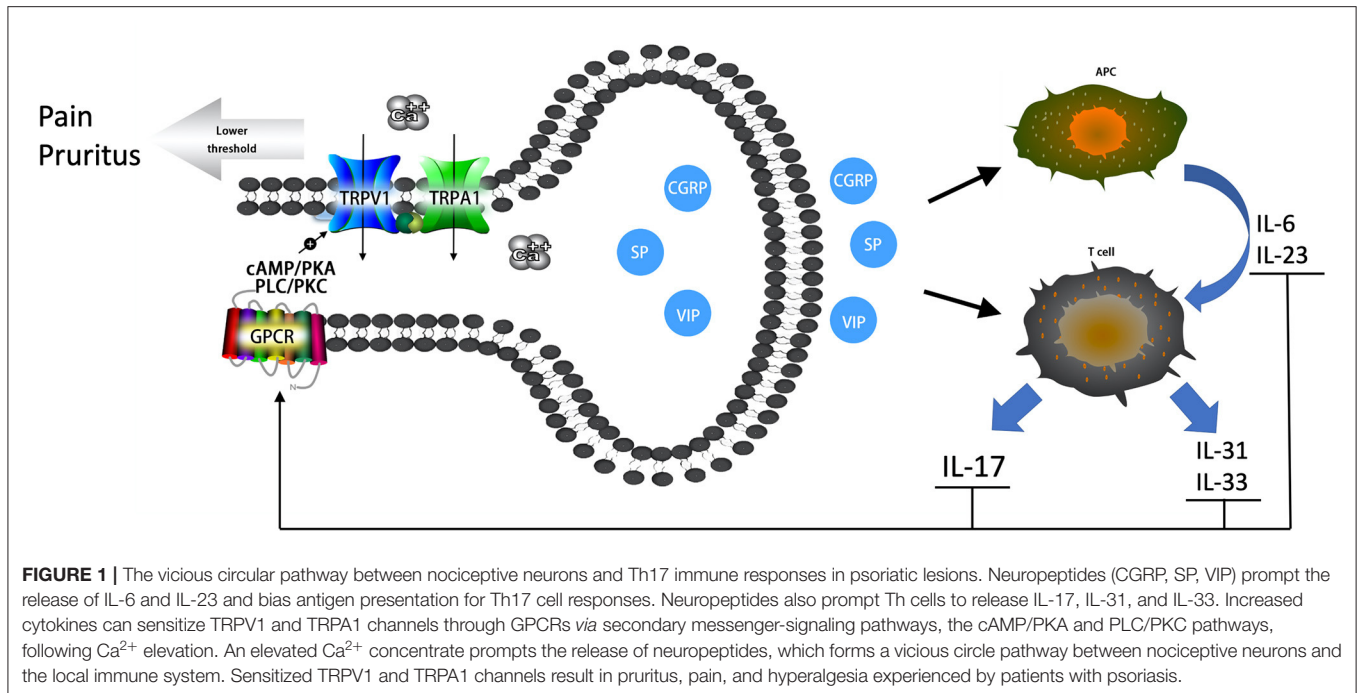 Pain
Pruritus
Lower
threshold
Ca++
TRPV1
TRPA1
Ca++
cAMP/PKA
PLC/PKC
GPCR
N
CGRP
SP
VIP
CGRP
SP
VIP
APC
T cell
IL-6
IL-23
IL-17
IL-31
IL-33
FIGURE 1 | The vicious circular pathway between nociceptive neurons and Th17 immune responses in psoriatic lesions. Neuropeptides (CGRP, SP, VIP) prompt the
release of IL-6 and IL-23 and bias antigen presentation for Th17 cell responses. Neuropeptides also prompt Th cells to release IL-17, IL-31, and IL-33. Increased
cytokines can sensitize TRPV1 and TRPA1 channels through GPCRs via secondary messenger-signaling pathways, the cAMP/PKA and PLC/PKC pathways,
following Ca²⁺ elevation. An elevated Ca²⁺ concentrate prompts the release of neuropeptides, which forms a vicious circle pathway between nociceptive neurons and
the local immune system. Sensitized TRPV1 and TRPA1 channels result in pruritus, pain, and hyperalgesia experienced by patients with psoriasis.